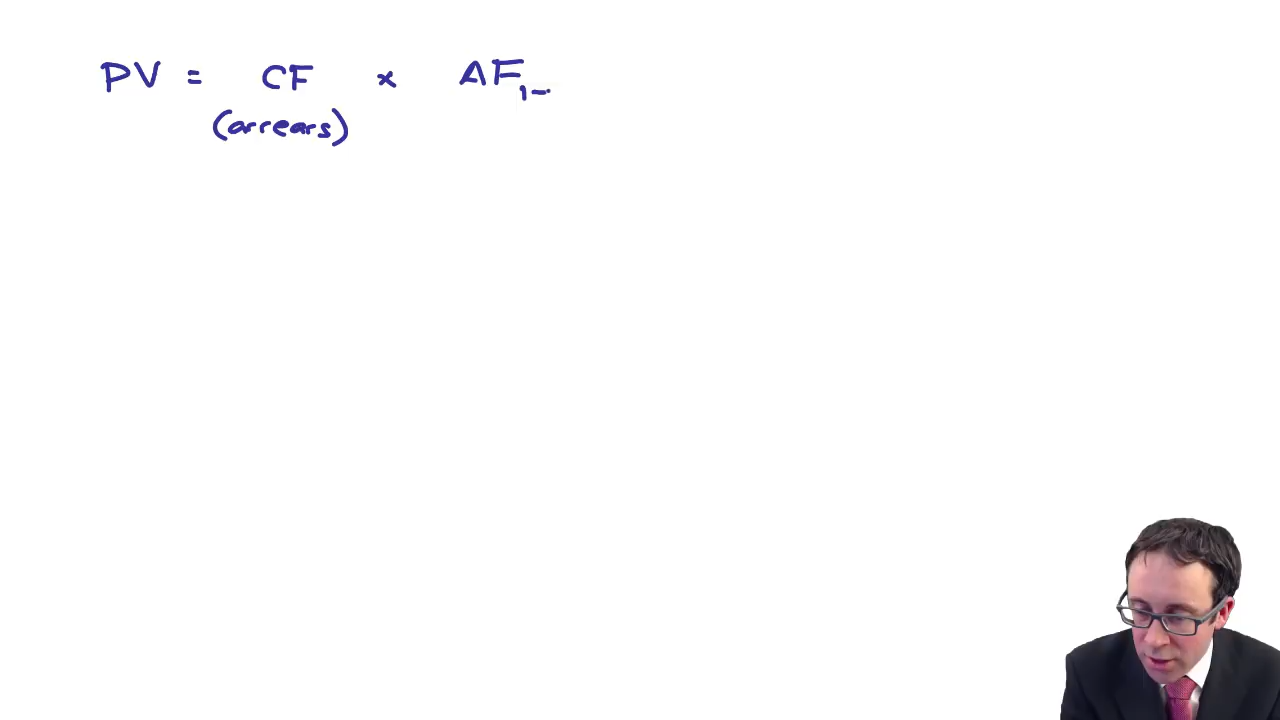 PV = CF × AF₁₋
(arrears)